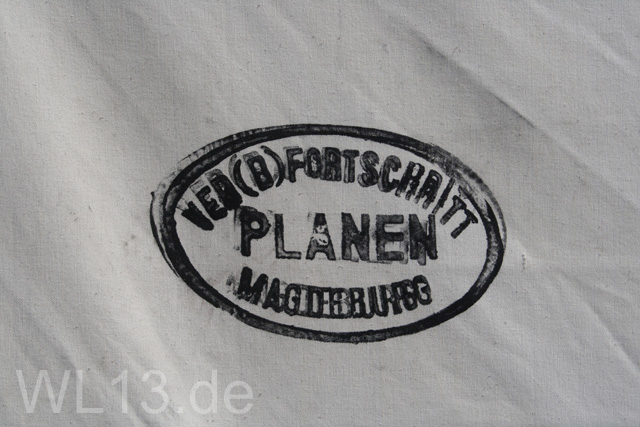 VEB(B)FORTSCHRITT
PLANEN
MAGDEBURG
WL13.de